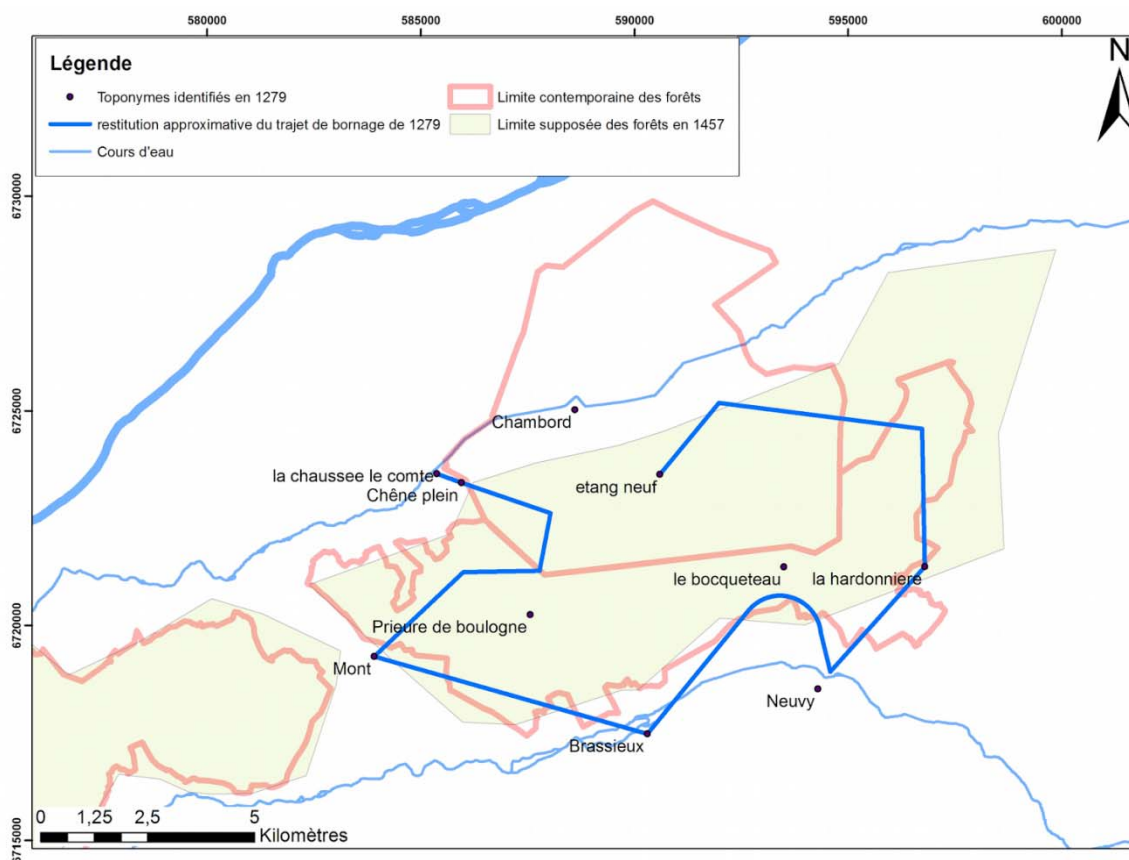 580000 585000 590000 595000 600000
N
Légende
Toponymes identifiés en 1279
Limite contemporaine des forêts
restitution approximative du trajet de bornage de 1279
Limite supposée des forêts en 1457
Cours d'eau
6730000
6725000
6720000
6715000
Chambord
la chaussee le comte
Chêne plein
etang neuf
le bocqueteau
la hardonniere
Prieure de boulogne
Mont
Neuvy
Brassieux
0 1,25 2,5 5
Kilomètres